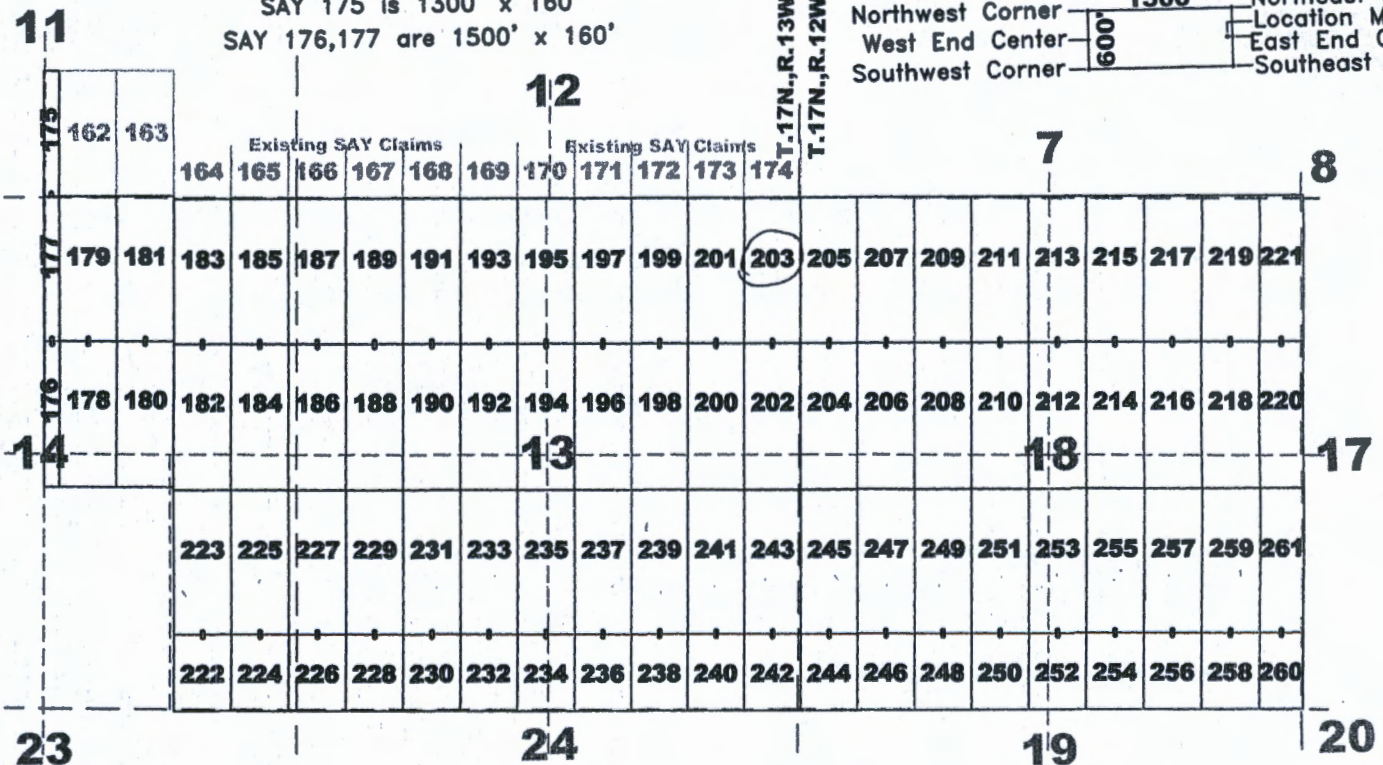 SAY 175 is 1300' x 160'
SAY 176,177 are 1500' x 160'
T.17N.,R.13W
T.17N.,R.12W
Northwest Corner
West End Center
Southwest Corner
600'
1500'
Location M
East End C
Southeast
11
12
7
8
175
162 163
Existing SAY Claims
Existing SAY Claims
164 165 166 167 168 169 170 171 172 173 174
177
179 181 183 185 187 189 191 193 195 197 199 201 203 205 207 209 211 213 215 217 219 221
176
178 180 182 184 186 188 190 192 194 196 198 200 202 204 206 208 210 212 214 216 218 220
14
13
18
17
223 225 227 229 231 233 235 237 239 241 243 245 247 249 251 253 255 257 259 261
222 224 226 228 230 232 234 236 238 240 242 244 246 248 250 252 254 256 258 260
23
24
19
20